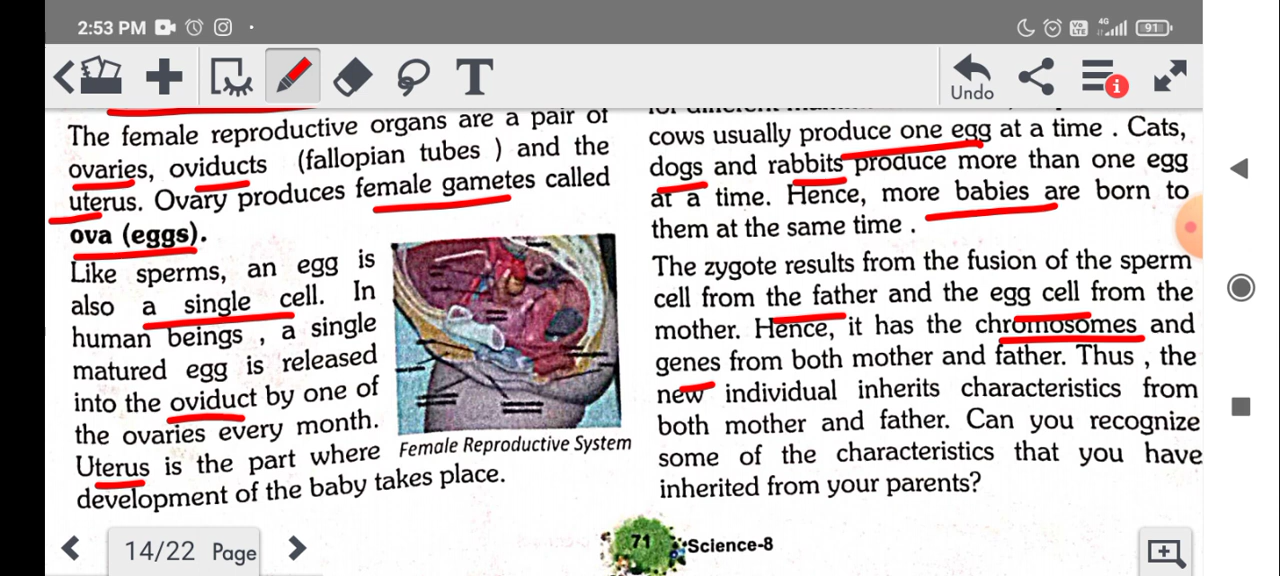 2:53 PM
4G
91
T
Undo
The female reproductive organs are a pair of
ovaries, oviducts (fallopian tubes ) and the
uterus. Ovary produces female gametes called
ova (eggs).
Like sperms, an egg is
also a single cell. In
human beings , a single
matured egg is released
into the oviduct by one of
the ovaries every month.
Uterus is the part where
development of the baby takes place.
Female Reproductive System
cows usually produce one egg at a time . Cats,
dogs and rabbits produce more than one egg
at a time. Hence, more babies are born to
them at the same time .
The zygote results from the fusion of the sperm
cell from the father and the egg cell from the
mother. Hence, it has the chromosomes and
genes from both mother and father. Thus , the
new individual inherits characteristics from
both mother and father. Can you recognize
some of the characteristics that you have
inherited from your parents?
14/22 Page
71
Science-8